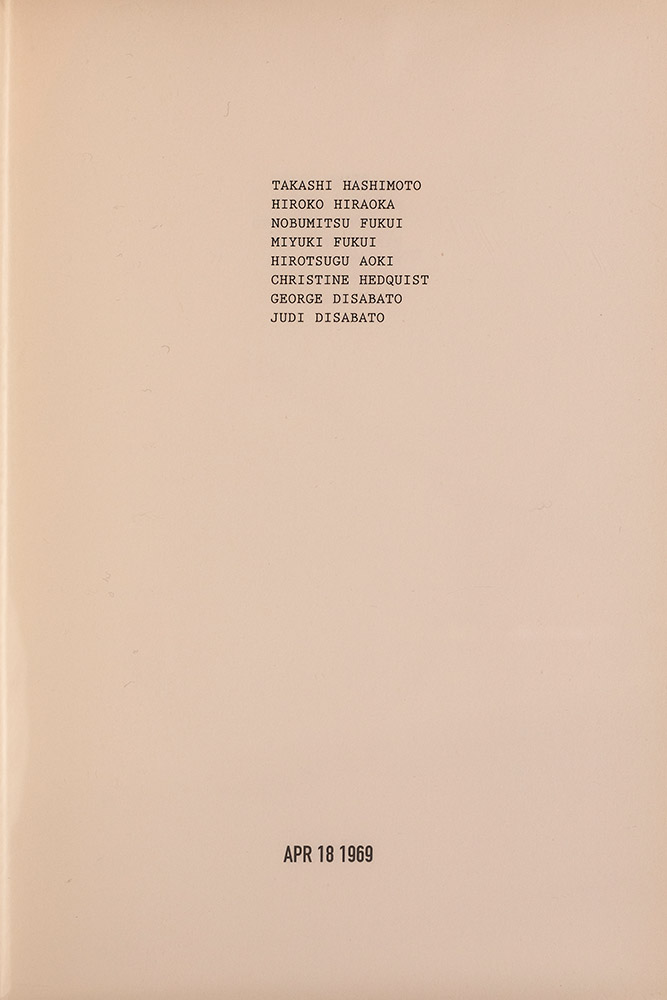 TAKASHI HASHIMOTO
HIROKO HIRAOKA
NOBUMITSU FUKUI
MIYUKI FUKUI
HIROTSUGU AOKI
CHRISTINE HEDQUIST
GEORGE DISABATO
JUDI DISABATO
APR 18 1969